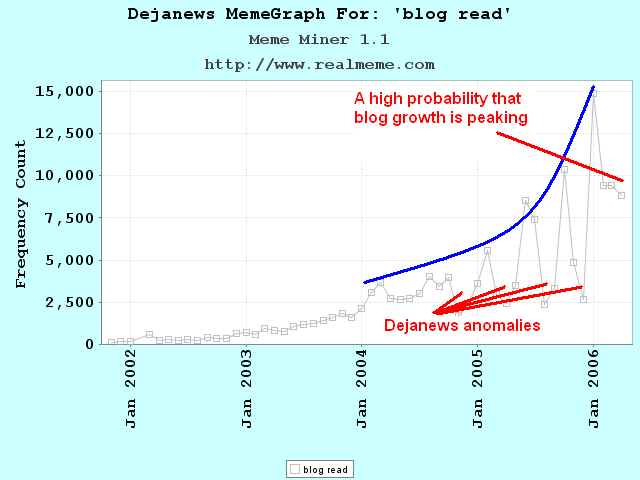 Dejanews MemeGraph For: 'blog read'
Meme Miner 1.1
http://www.realmeme.com
Frequency Count
15,000
12,500
10,000
7,500
5,000
2,500
0
A high probability that
blog growth is peaking
Dejanews anomalies
Jan 2002
Jan 2003
Jan 2004
Jan 2005
Jan 2006
blog read